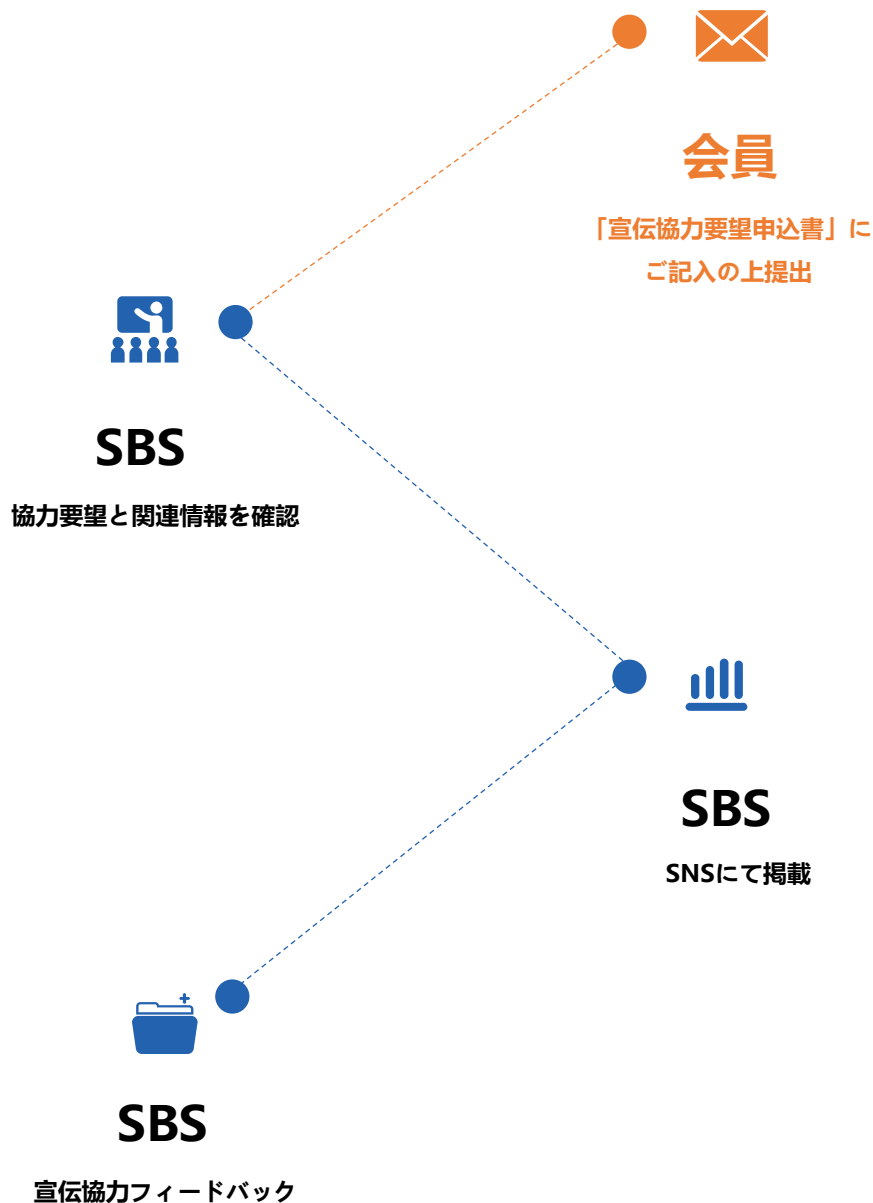 会員
「宣伝協力要望申込書」に
ご記入の上提出
SBS
協力要望と関連情報を確認
SBS
SNSにて掲載
SBS
宣伝協力フィードバック